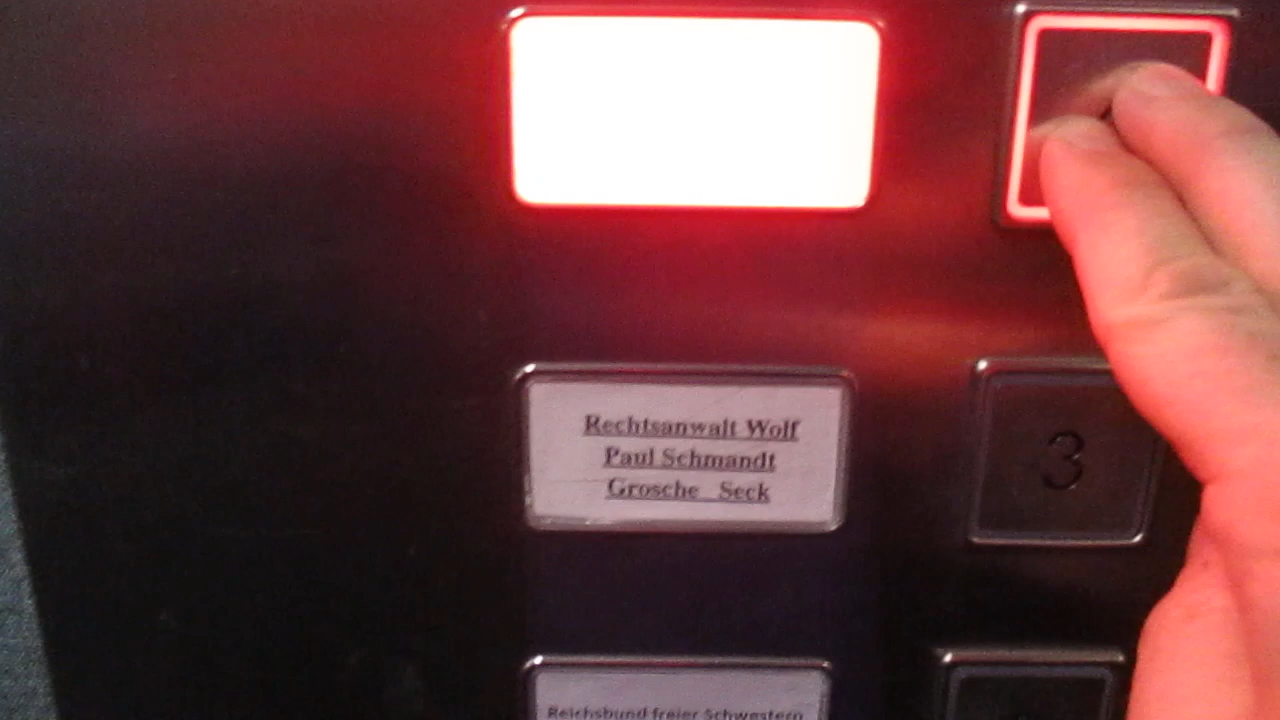 Rechtsanwalt Wolf
Paul Schmandt
Grosche Seck
3
Reichsbund freier Schwestern